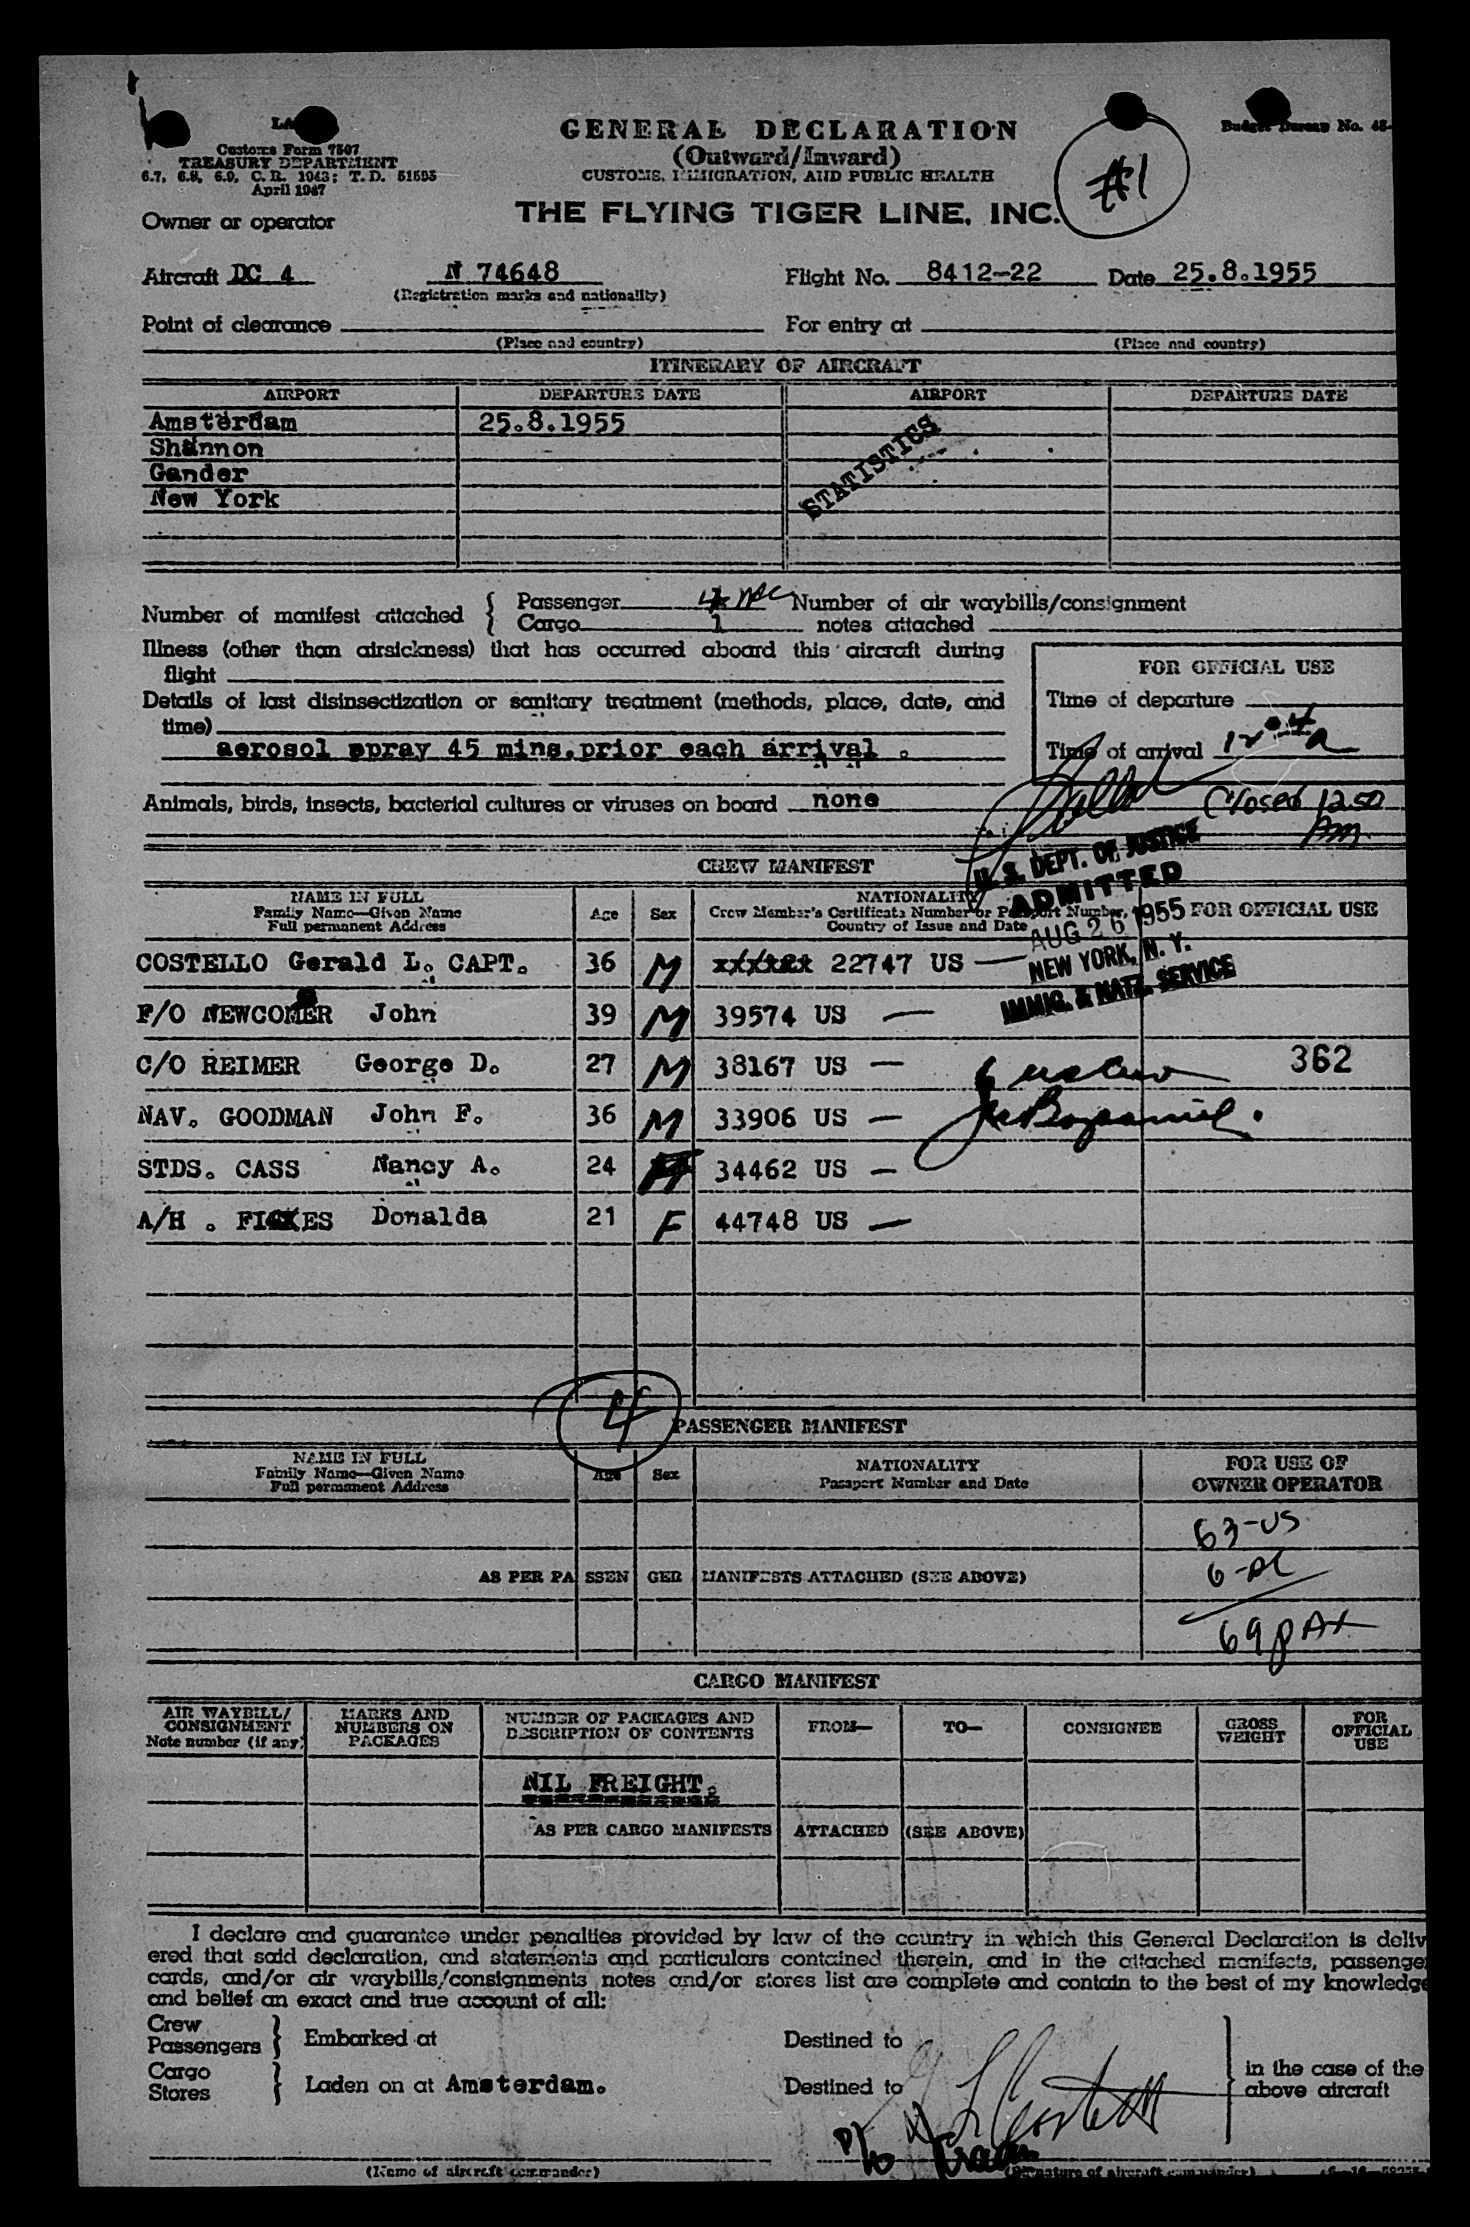 GENERAL DECLARATION
(Outward/Inward)
CUSTOMS, IMMIGRATION, AND PUBLIC HEALTH
THE FLYING TIGER LINE, INC.
#1
Customs Form 7507
TREASURY DEPARTMENT
6.7, 6.8, 6.9, C. R. 1943; T. D. 51595
April 1947
Budget Bureau No. 48-
Owner or operator
Aircraft DC 4 N 74648 Flight No. 8412-22 Date 25.8.1955
(Registration marks and nationality)
Point of clearance For entry at
(Place and country) (Place and country)
ITINERARY OF AIRCRAFT
AIRPORT DEPARTURE DATE AIRPORT DEPARTURE DATE
Amsterdam 25.8.1955
Shannon
Gander
New York
STATISTICS
Number of manifest attached { Passenger 4 Number of air waybills/consignment
Cargo 1 notes attached
Illness (other than airsickness) that has occurred aboard this aircraft during
flight
Details of last disinsectization or sanitary treatment (methods, place, date, and
time)
aerosol spray 45 mins.prior each arrival .
Animals, birds, insects, bacterial cultures or viruses on board none
FOR OFFICIAL USE
Time of departure
Time of arrival
Closed 1250
Pm.
U. S. DEPT. OF JUSTICE
ADMITTED
AUG 26 1955
NEW YORK, N. Y.
IMMIG. & NATZ. SERVICE
CREW MANIFEST
NAME IN FULL
Family Name—Given Name
Full permanent Address
Age Sex
NATIONALITY
Crew Member's Certificate Number or Passport Number,
Country of Issue and Date
FOR OFFICIAL USE
COSTELLO Gerald L. CAPT. 36 M 22747 US —
F/O NEWCOMER John 39 M 39574 US —
C/O REIMER George D. 27 M 38167 US — 362
NAV. GOODMAN John F. 36 M 33906 US —
STDS. CASS Nancy A. 24 F 34462 US —
A/H . FICKES Donalda 21 F 44748 US —
4
PASSENGER MANIFEST
NAME IN FULL
Family Name—Given Name
Full permanent Address
Age Sex
NATIONALITY
Passport Number and Date
FOR USE OF
OWNER OPERATOR
63-US
AS PER PASSENGER MANIFESTS ATTACHED (SEE ABOVE)
69 pax
CARGO MANIFEST
AIR WAYBILL/
CONSIGNMENT
Note number (if any)
MARKS AND
NUMBERS ON
PACKAGES
NUMBER OF PACKAGES AND
DESCRIPTION OF CONTENTS
FROM— TO— CONSIGNEE
GROSS
WEIGHT
FOR
OFFICIAL
USE
NIL FREIGHT.
AS PER CARGO MANIFESTS ATTACHED (SEE ABOVE)
I declare and guarantee under penalties provided by law of the country in which this General Declaration is deliv
ered that said declaration, and statements and particulars contained therein, and in the attached manifests, passenger
cards, and/or air waybills/consignments notes and/or stores list are complete and contain to the best of my knowledge
and belief an exact and true account of all:
Crew
Passengers } Embarked at Destined to
Cargo
Stores } Laden on at Amsterdam. Destined to
in the case of the
above aircraft
(Name of aircraft commander) (Signature of aircraft commander)